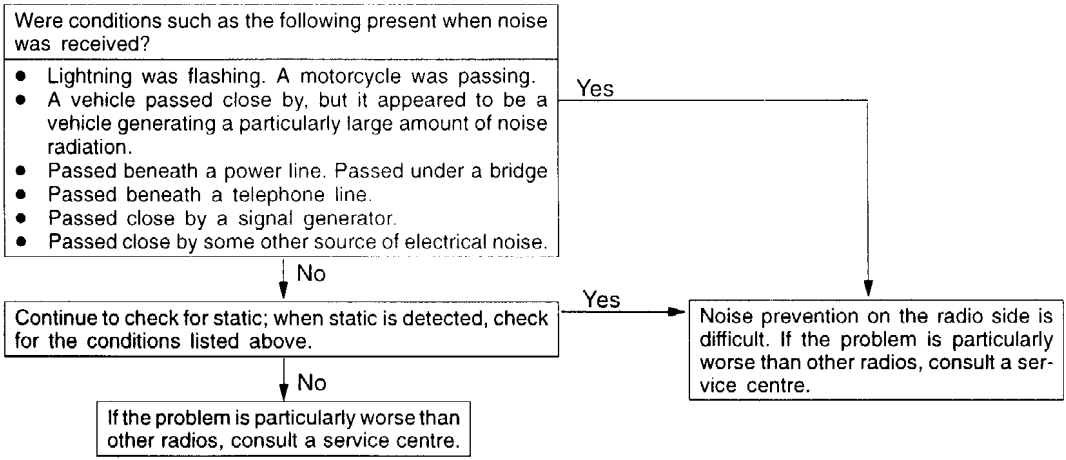 Were conditions such as the following present when noise
was received?
● Lightning was flashing. A motorcycle was passing.
● A vehicle passed close by, but it appeared to be a
vehicle generating a particularly large amount of noise
radiation.
● Passed beneath a power line. Passed under a bridge
● Passed beneath a telephone line.
● Passed close by a signal generator.
● Passed close by some other source of electrical noise.
Yes
No
Continue to check for static; when static is detected, check
for the conditions listed above.
Yes
Noise prevention on the radio side is
difficult. If the problem is particularly
worse than other radios, consult a ser-
vice centre.
No
If the problem is particularly worse than
other radios, consult a service centre.